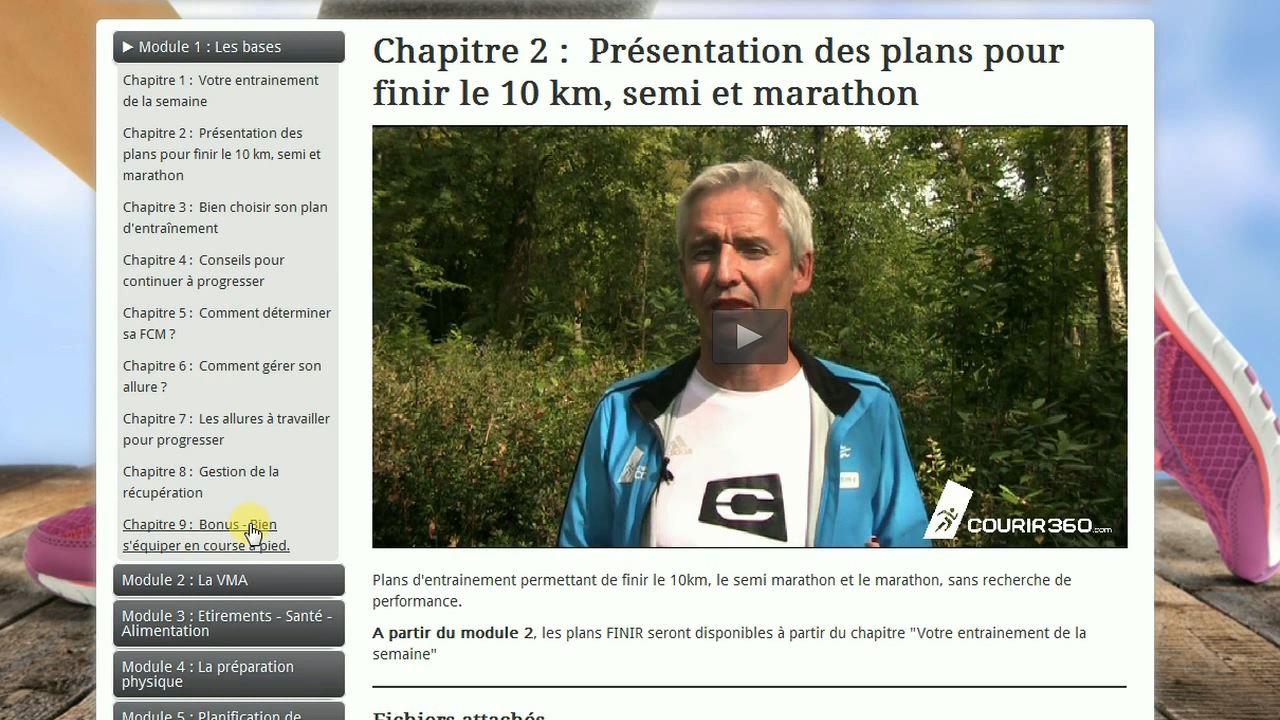 ▶ Module 1 : Les bases
Chapitre 1 : Votre entrainement
de la semaine
Chapitre 2 : Présentation des
plans pour finir le 10 km, semi et
marathon
Chapitre 3 : Bien choisir son plan
d'entraînement
Chapitre 4 : Conseils pour
continuer à progresser
Chapitre 5 : Comment déterminer
sa FCM ?
Chapitre 6 : Comment gérer son
allure ?
Chapitre 7 : Les allures à travailler
pour progresser
Chapitre 8 : Gestion de la
récupération
Chapitre 9 : Bonus - Bien
s'équiper en course à pied.
Module 2 : La VMA
Module 3 : Etirements - Santé -
Alimentation
Module 4 : La préparation
physique
Module 5 : Planification de
Chapitre 2 : Présentation des plans pour
finir le 10 km, semi et marathon
COURIR360.com
Plans d'entrainement permettant de finir le 10km, le semi marathon et le marathon, sans recherche de
performance.
A partir du module 2, les plans FINIR seront disponibles à partir du chapitre "Votre entrainement de la
semaine"
Fichiers attachés